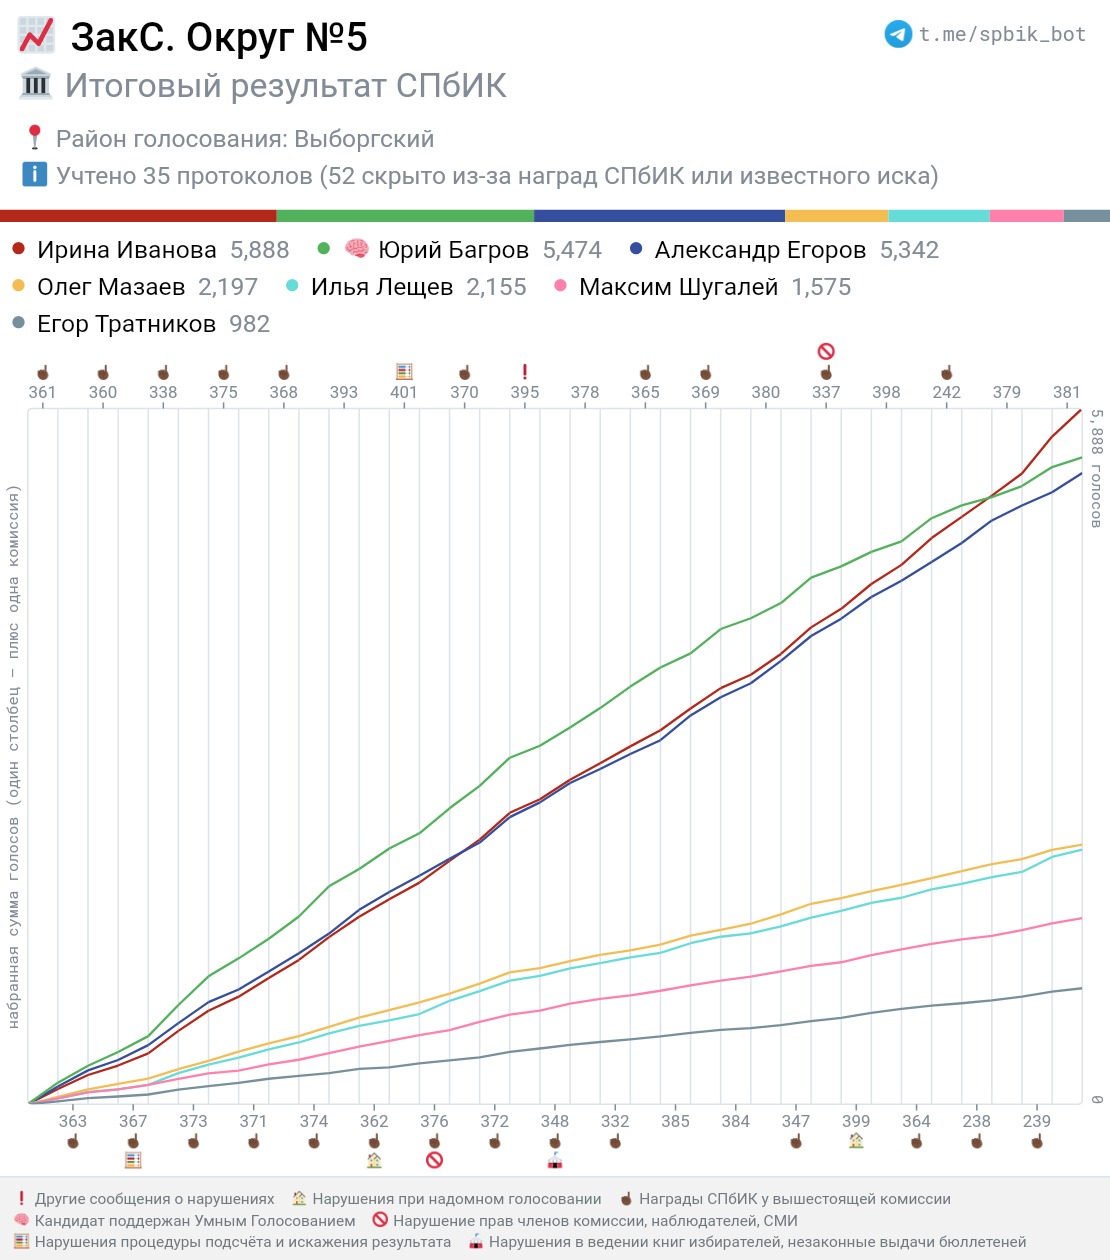 ЗакС. Округ №5
t.me/spbik_bot
Итоговый результат СПбИК
Район голосования: Выборгский
Учтено 35 протоколов (52 скрыто из-за наград СПбИК или известного иска)
Ирина Иванова 5,888 Юрий Багров 5,474 Александр Егоров 5,342
Олег Мазаев 2,197 Илья Лещев 2,155 Максим Шугалей 1,575
Егор Тратников 982
361 360 338 375 368 393 401 370 395 378 365 369 380 337 398 242 379 381
5,888 голосов
набранная сумма голосов (один столбец – плюс одна комиссия)
0
363 367 373 371 374 362 376 372 348 332 385 384 347 399 364 238 239
Другие сообщения о нарушениях Нарушения при надомном голосовании Награды СПбИК у вышестоящей комиссии
Кандидат поддержан Умным Голосованием Нарушение прав членов комиссии, наблюдателей, СМИ
Нарушения процедуры подсчёта и искажения результата Нарушения в ведении книг избирателей, незаконные выдачи бюллетеней